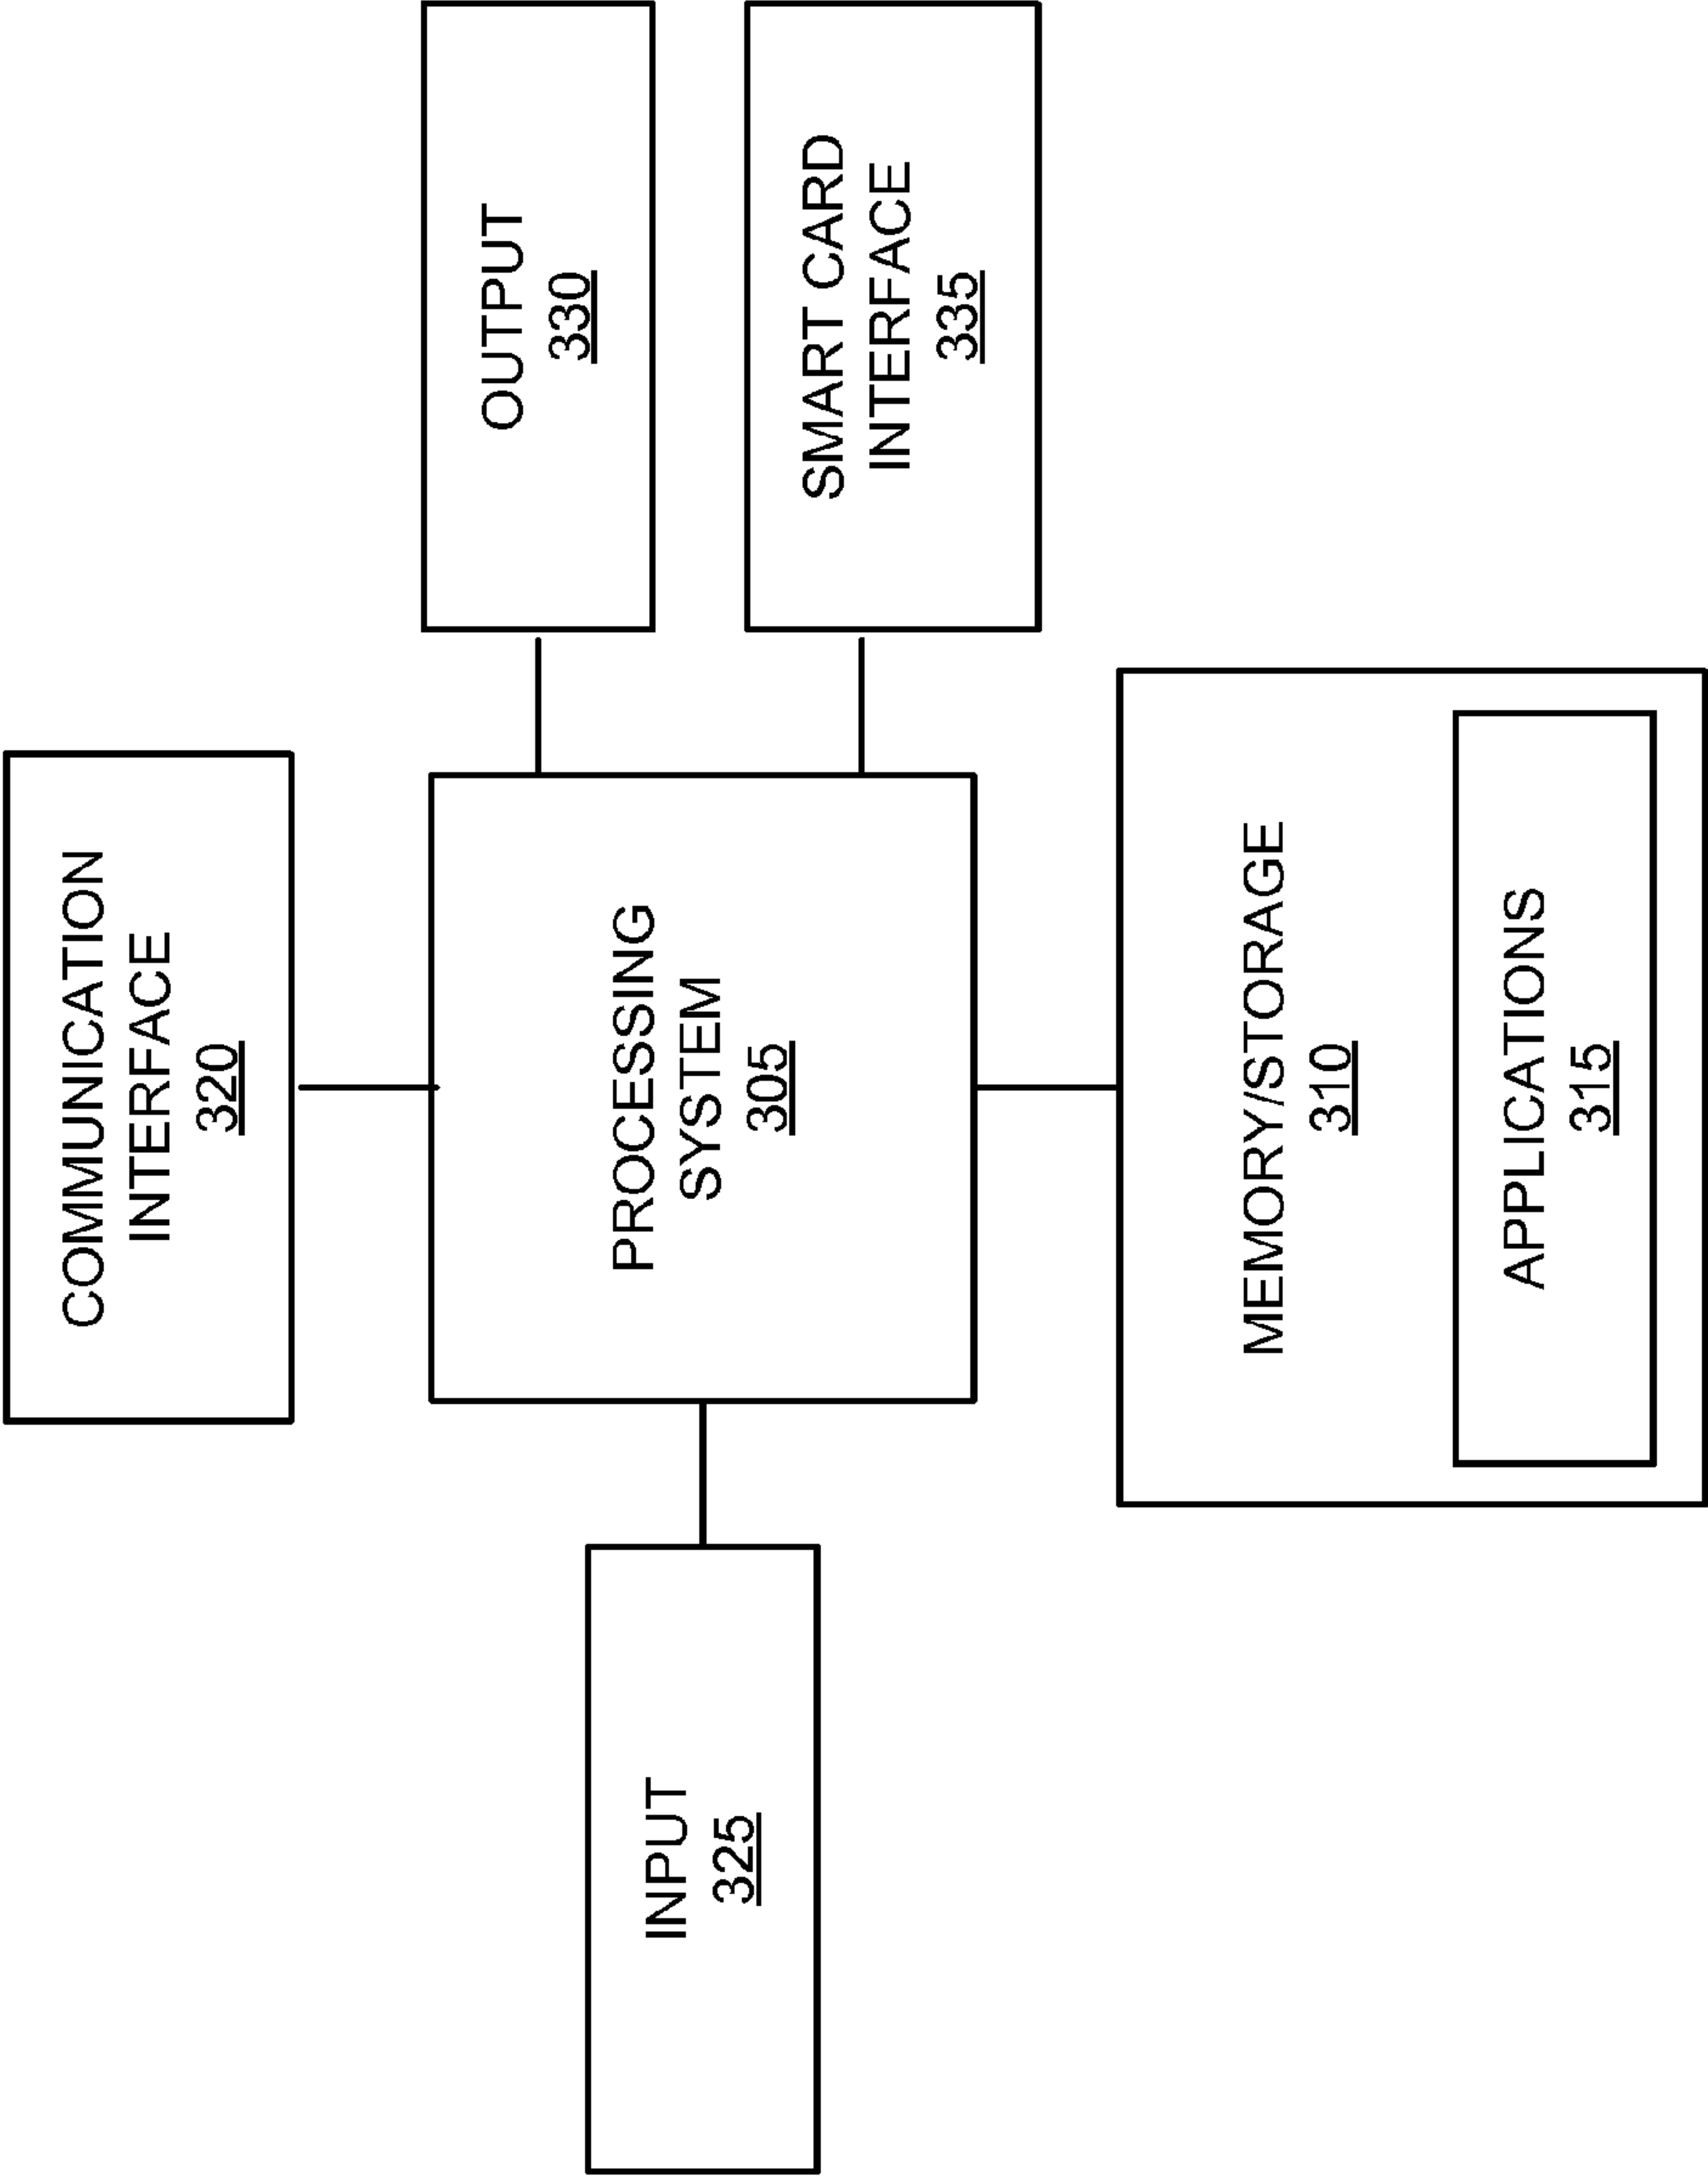 COMMUNICATION
INTERFACE
320
OUTPUT
330
SMART CARD
INTERFACE
335
PROCESSING
SYSTEM
305
INPUT
325
MEMORY/STORAGE
310
APPLICATIONS
315